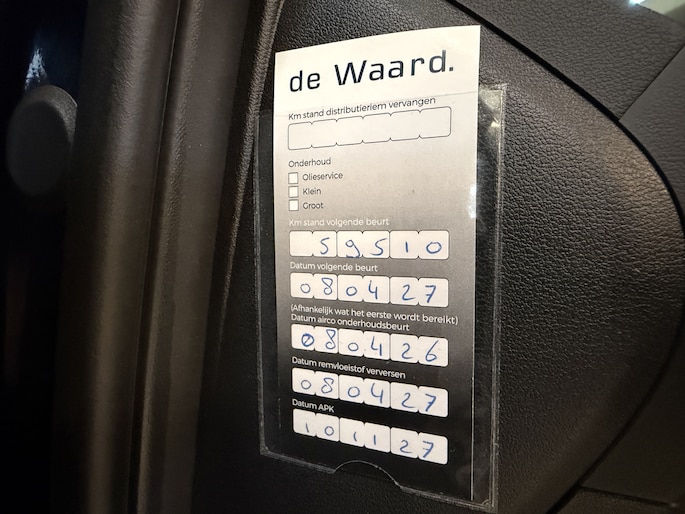 de Waard.
Km stand distributieriem vervangen
Onderhoud
Olieservice
Klein
Groot
Km stand volgende beurt
59510
Datum volgende beurt
080427
(Afhankelijk wat het eerste wordt bereikt)
Datum airco onderhoudsbeurt
080426
Datum remvloeistof verversen
080427
Datum APK
101127